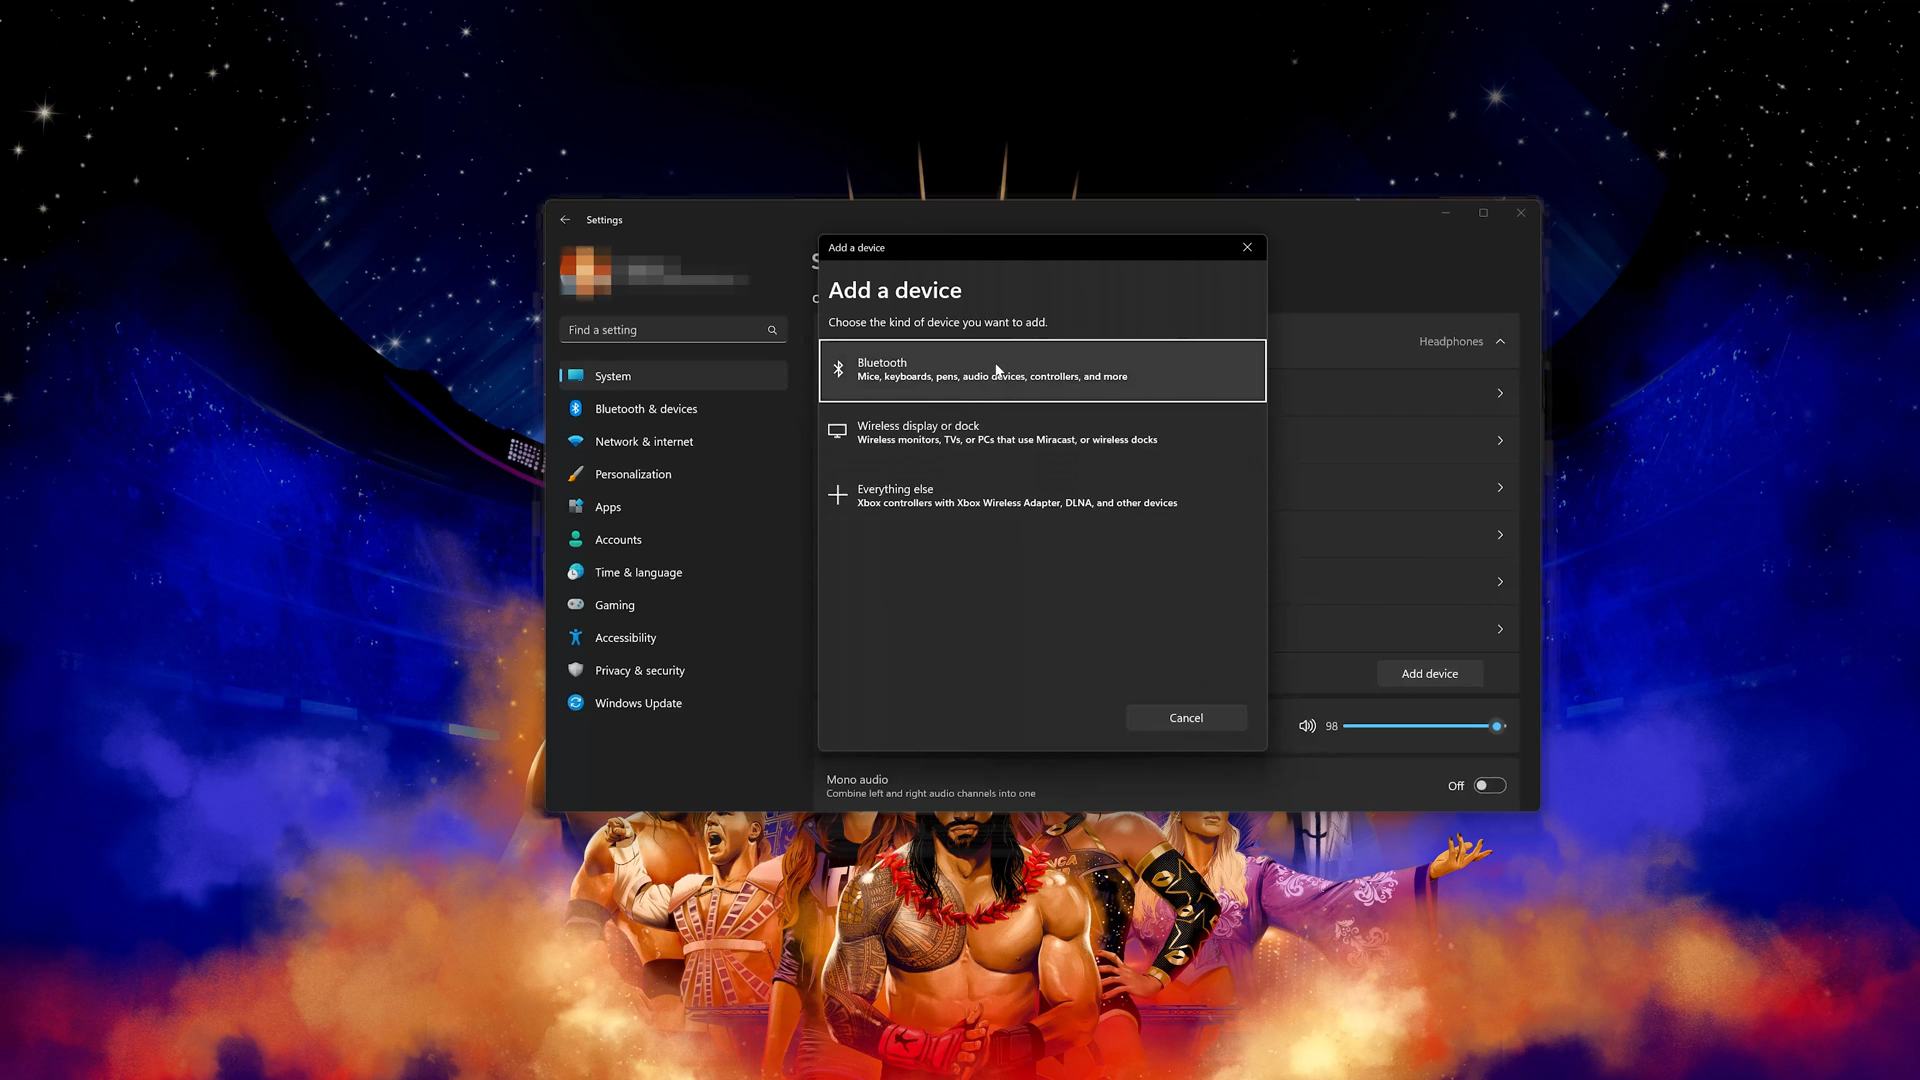 Settings
Add a device
Add a device
Choose the kind of device you want to add.
Bluetooth
Mice, keyboards, pens, audio devices, controllers, and more
Wireless display or dock
Wireless monitors, TVs, or PCs that use Miracast, or wireless docks
Everything else
Xbox controllers with Xbox Wireless Adapter, DLNA, and other devices
Cancel
Find a setting
System
Bluetooth & devices
Network & internet
Personalization
Apps
Accounts
Time & language
Gaming
Accessibility
Privacy & security
Windows Update
Headphones
Add device
98
Mono audio
Combine left and right audio channels into one
Off